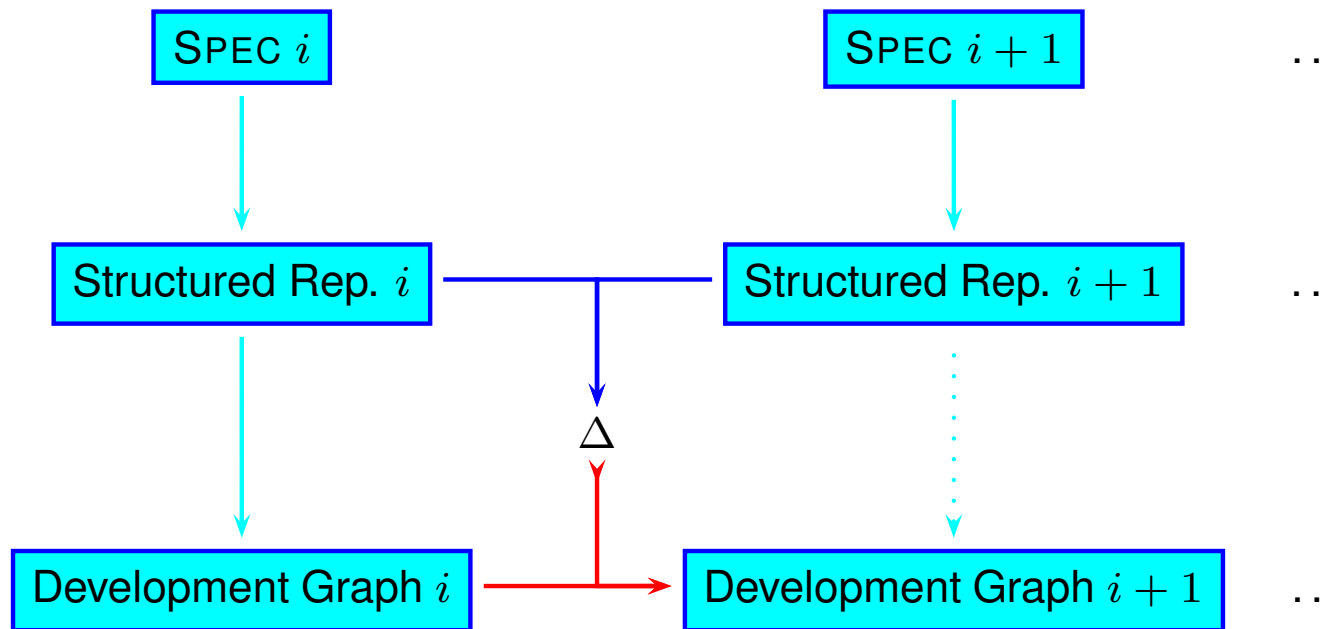 SPEC i SPEC i + 1 . .
Structured Rep. i Structured Rep. i + 1 . .
Δ
Development Graph i Development Graph i + 1 . .